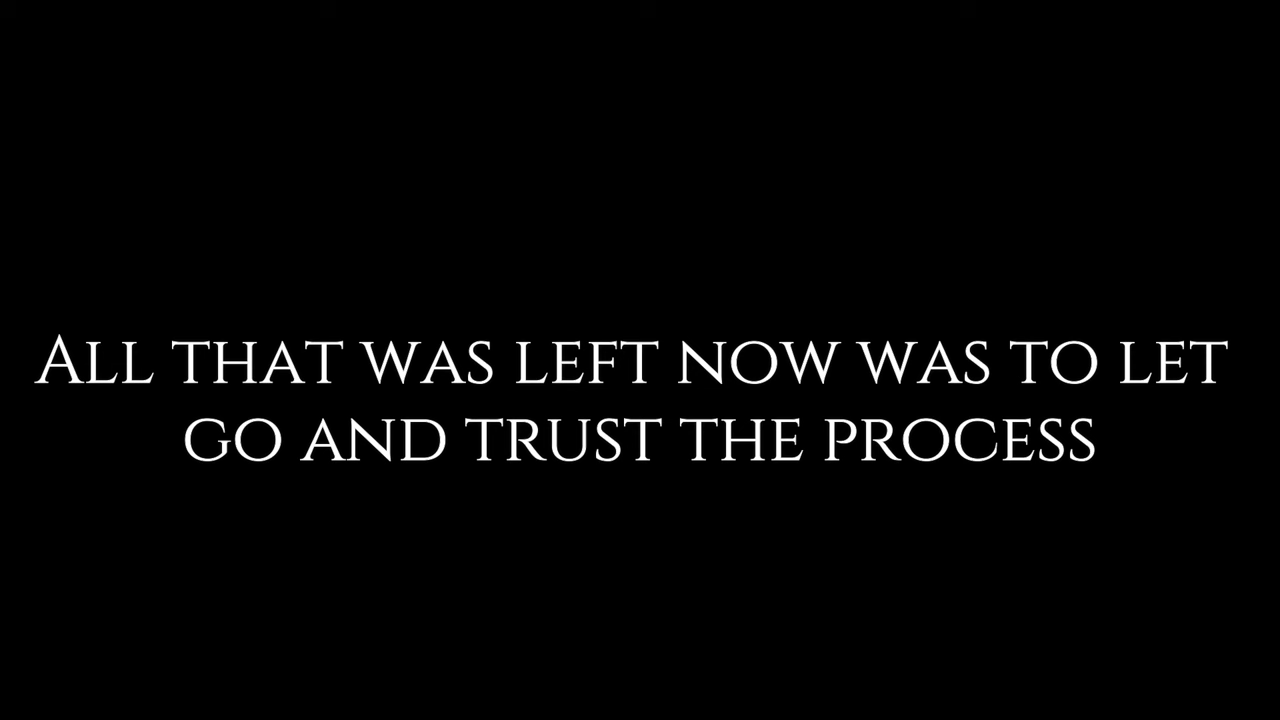 All that was left now was to let
go and trust the process